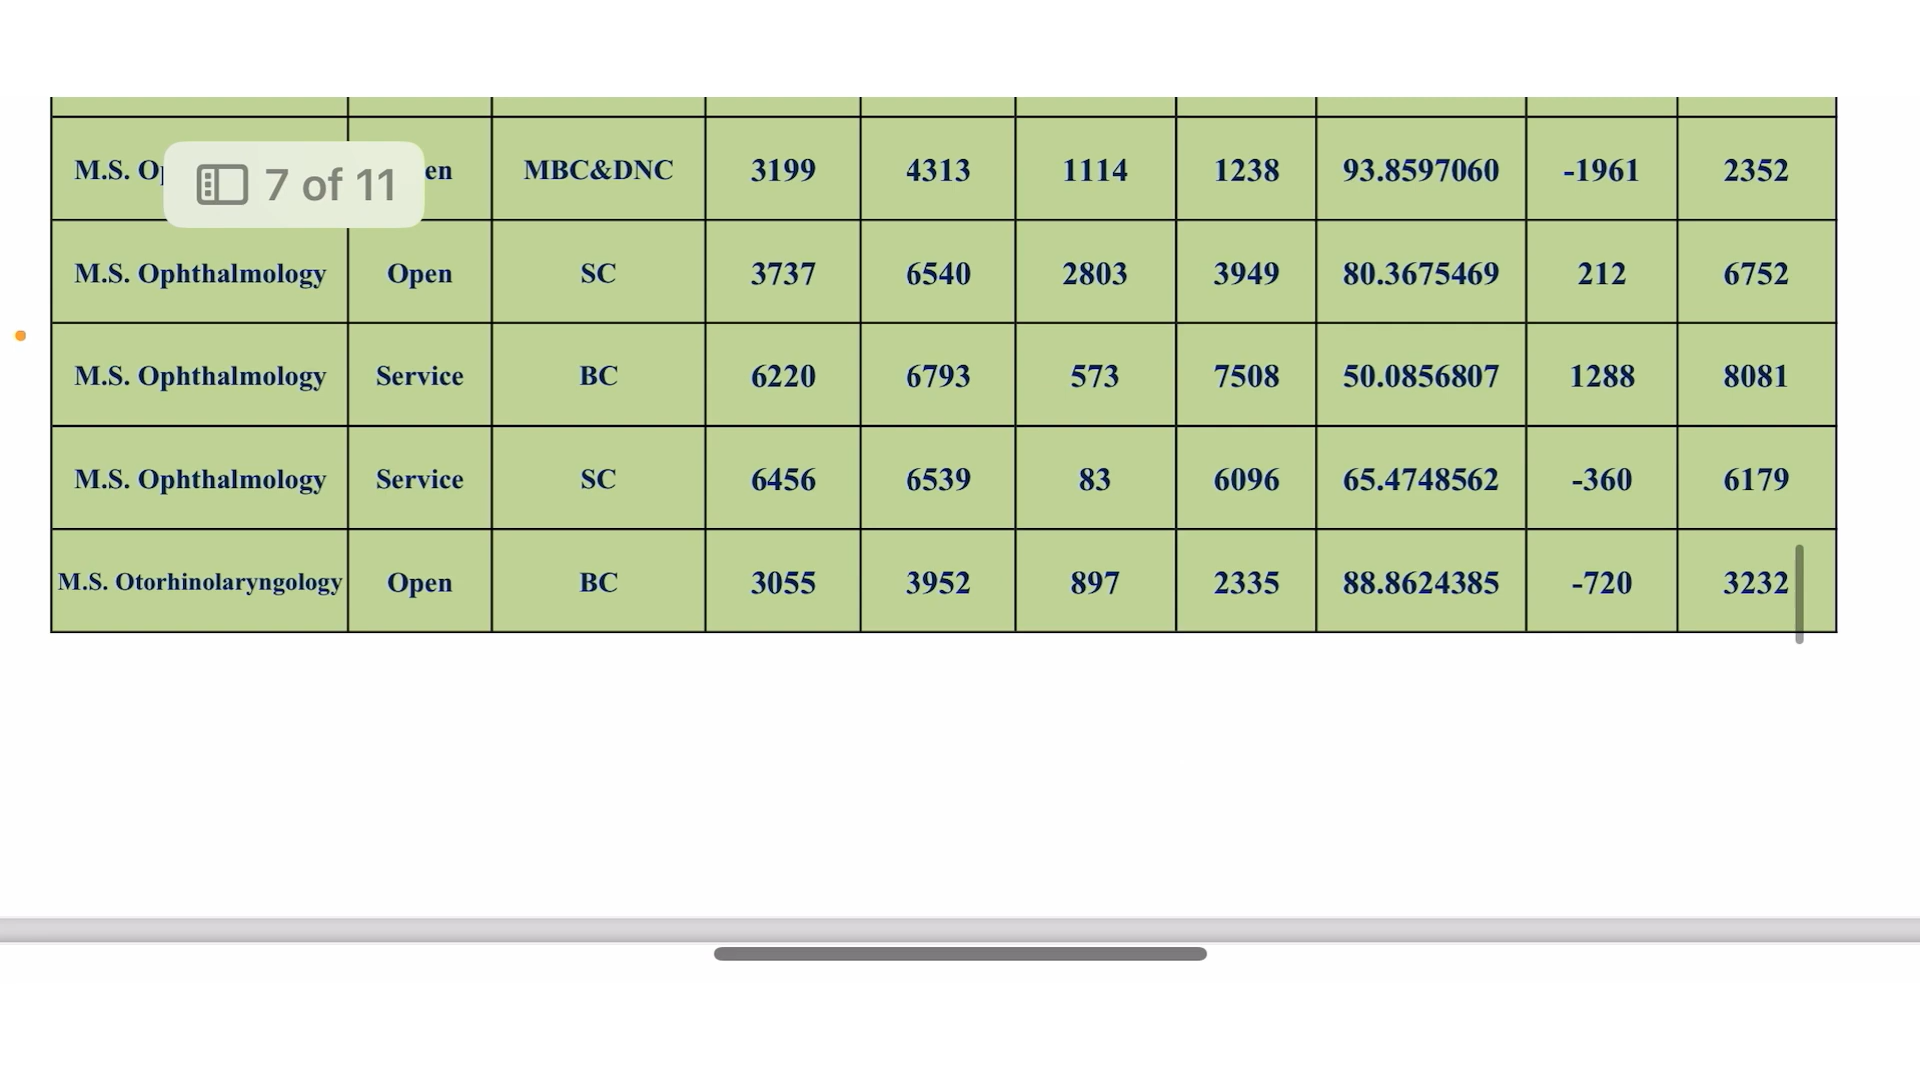 M.S. en MBC&DNC 3199 4313 1114 1238 93.8597060 -1961 2352
7 of 11
M.S. Ophthalmology Open SC 3737 6540 2803 3949 80.3675469 212 6752
M.S. Ophthalmology Service BC 6220 6793 573 7508 50.0856807 1288 8081
M.S. Ophthalmology Service SC 6456 6539 83 6096 65.4748562 -360 6179
M.S. Otorhinolaryngology Open BC 3055 3952 897 2335 88.8624385 -720 3232